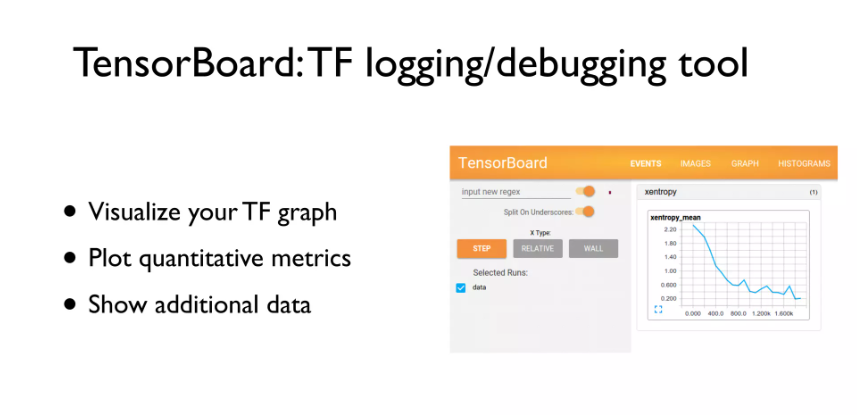 TensorBoard: TF logging/debugging tool
• Visualize your TF graph
• Plot quantitative metrics
• Show additional data
TensorBoard
EVENTS IMAGES GRAPH HISTOGRAMS
input new regex
Split On Underscores:
X Type:
STEP RELATIVE WALL
Selected Runs:
data
xentropy (1)
xentropy_mean
2.20
1.80
1.40
1.00
0.600
0.200
0.000 400.0 800.0 1.200k 1.600k